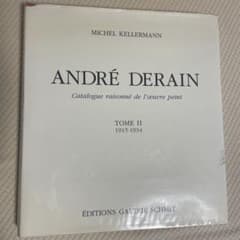 MICHEL KELLERMANN
ANDRÉ DERAIN
Catalogue raisonné de l'œuvre peint
TOME II
1915-1934
ÉDITIONS GALERIE SCHMIT